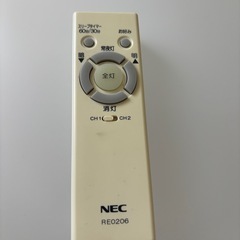 スリープタイマー
60分/30分
お好み
常夜灯
暗
明
全灯
消灯
CH1 CH2
NEC
RE0206